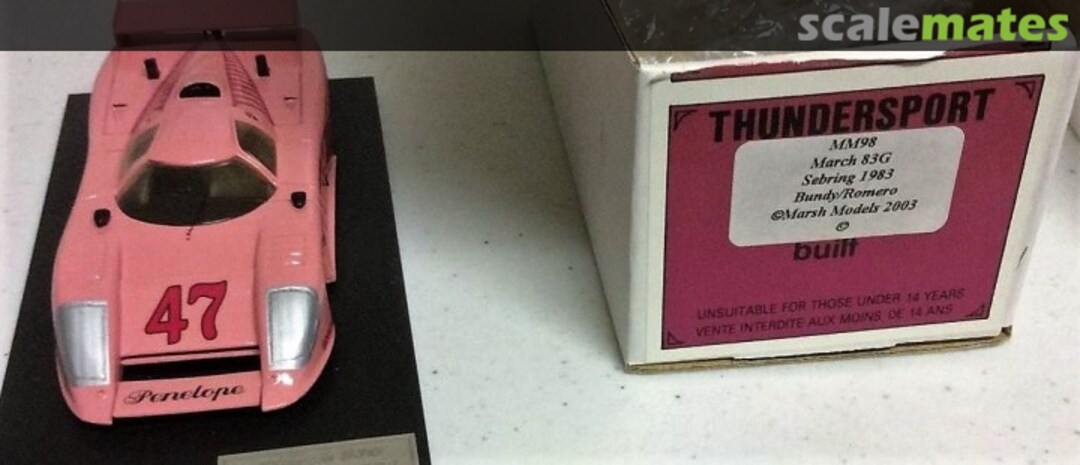 scalemates
47
Penelope
THUNDERSPORT
MM98
March 83G
Sebring 1983
Bundy/Romero
©Marsh Models 2003
©
built
UNSUITABLE FOR THOSE UNDER 14 YEARS
VENTE INTERDITE AUX MOINS DE 14 ANS